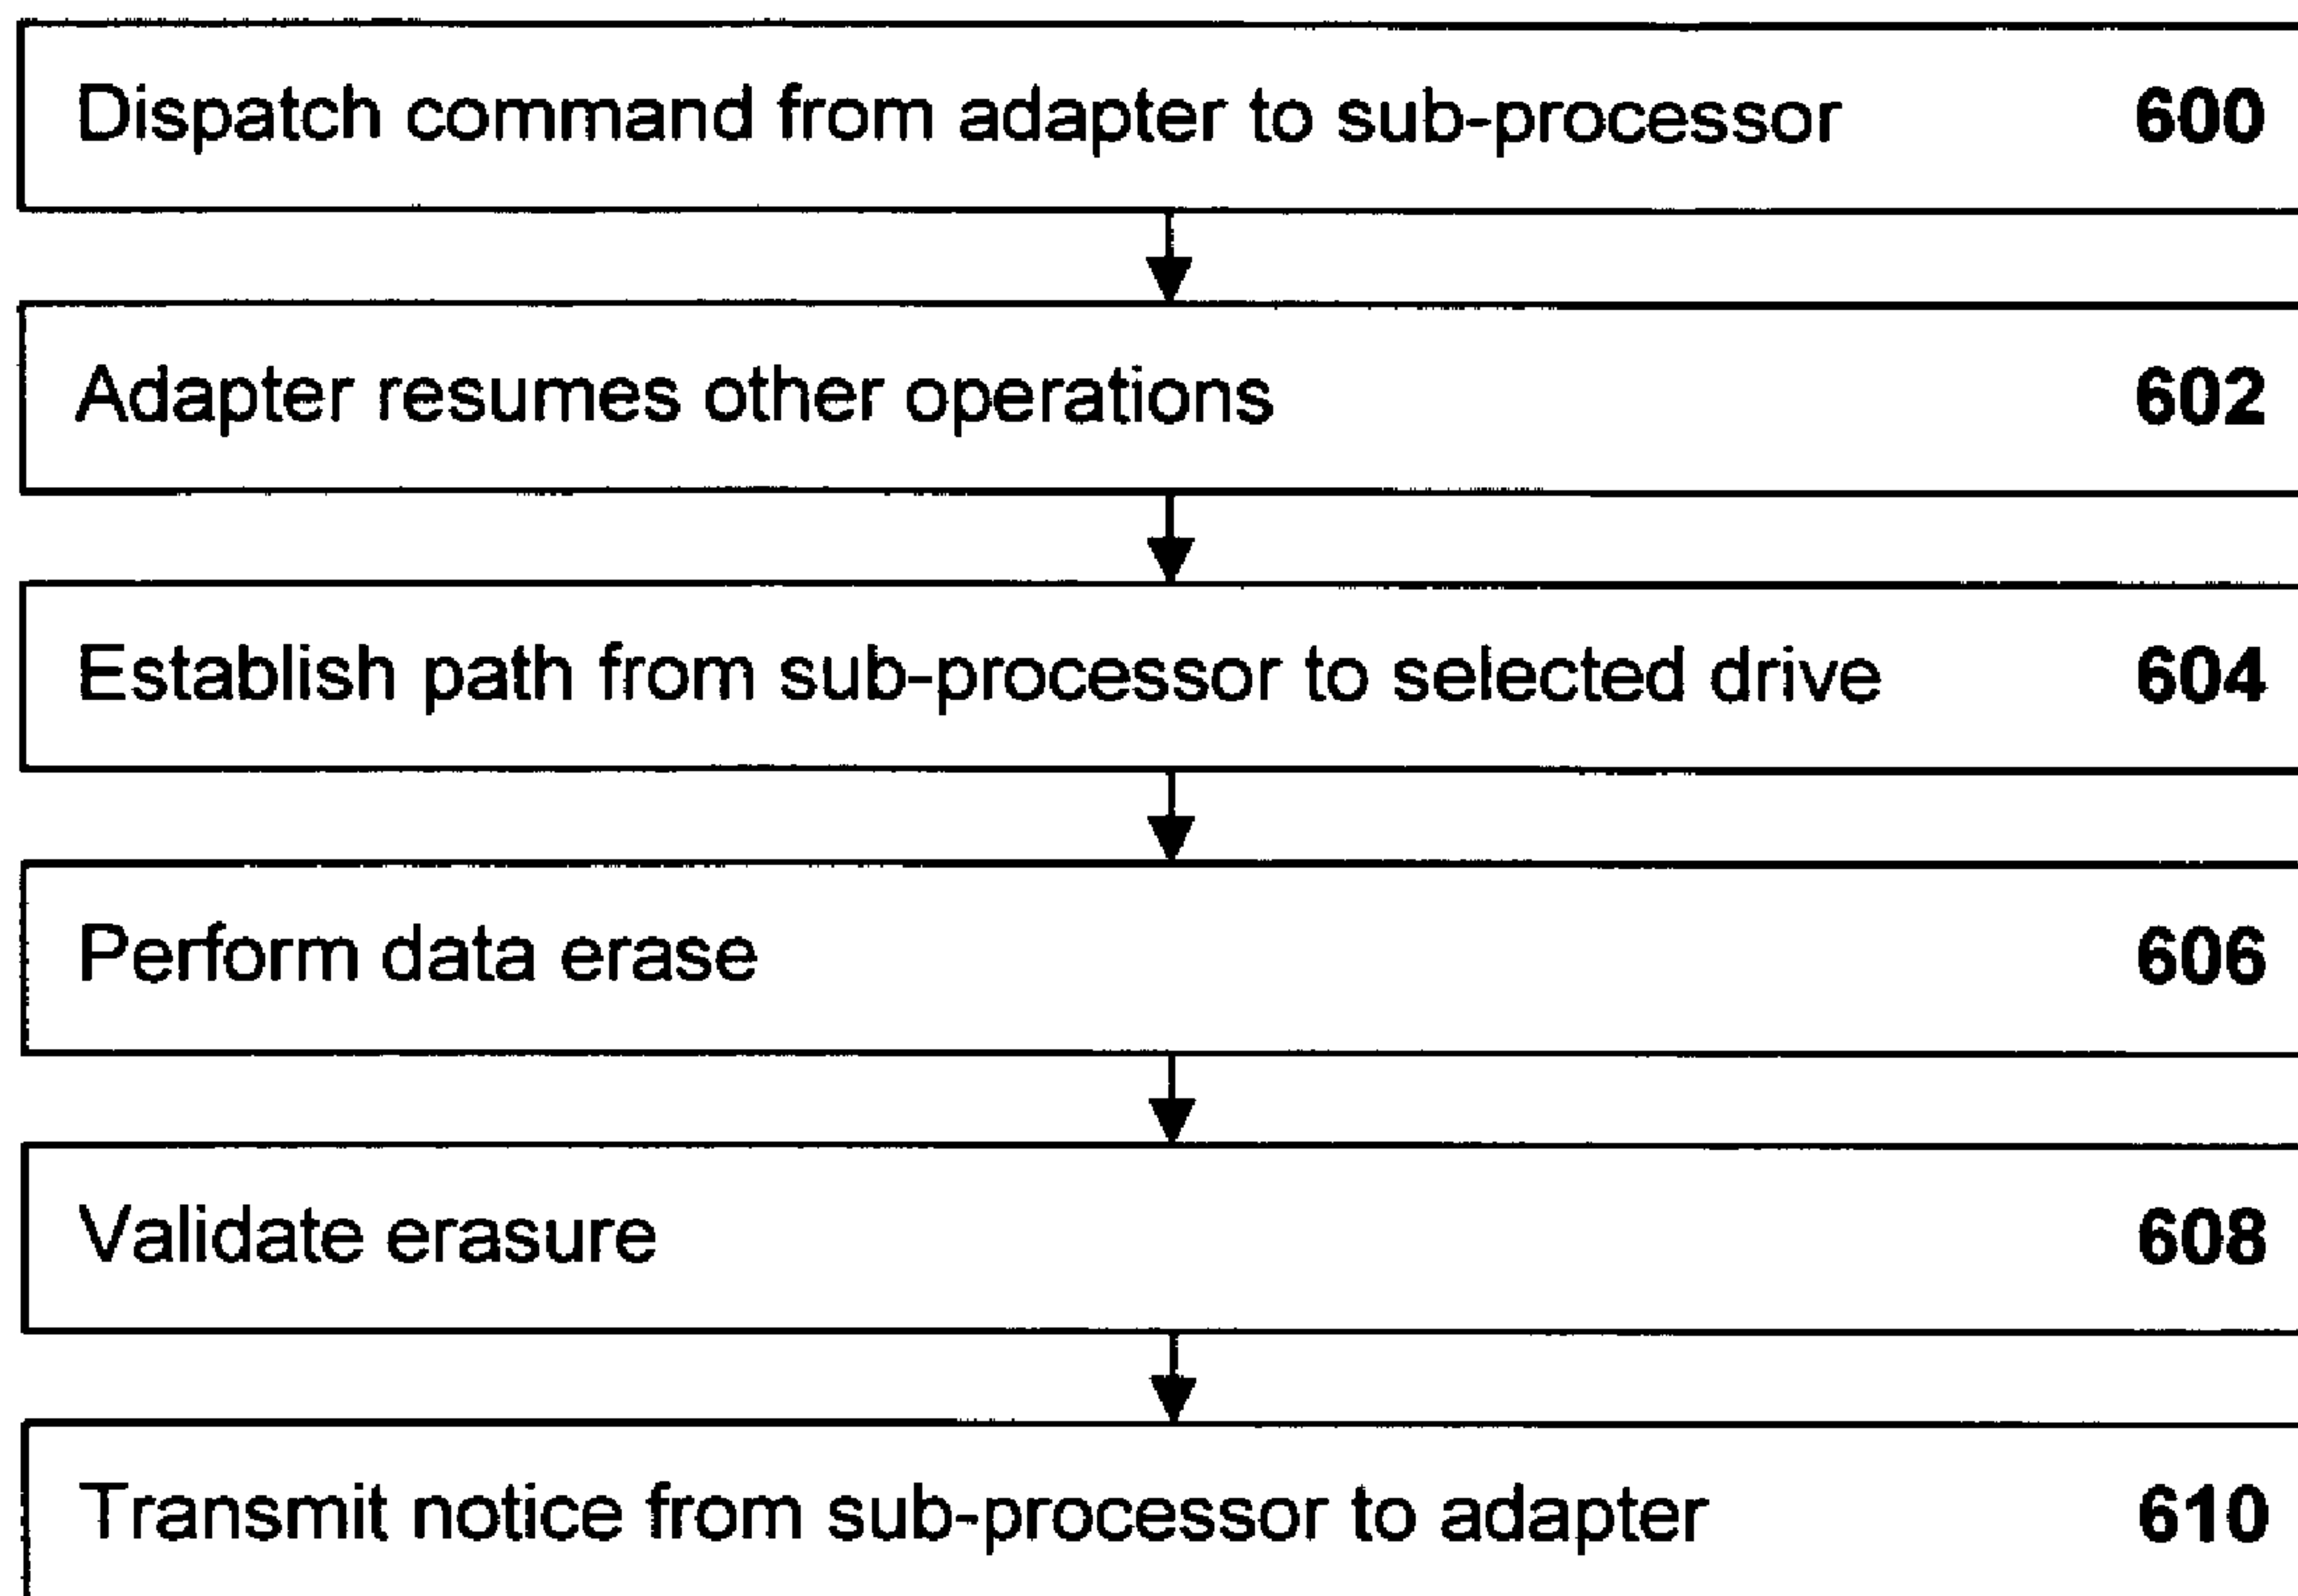 Dispatch command from adapter to sub-processor 600
Adapter resumes other operations 602
Establish path from sub-processor to selected drive 604
Perform data erase 606
Validate erasure 608
Transmit notice from sub-processor to adapter 610